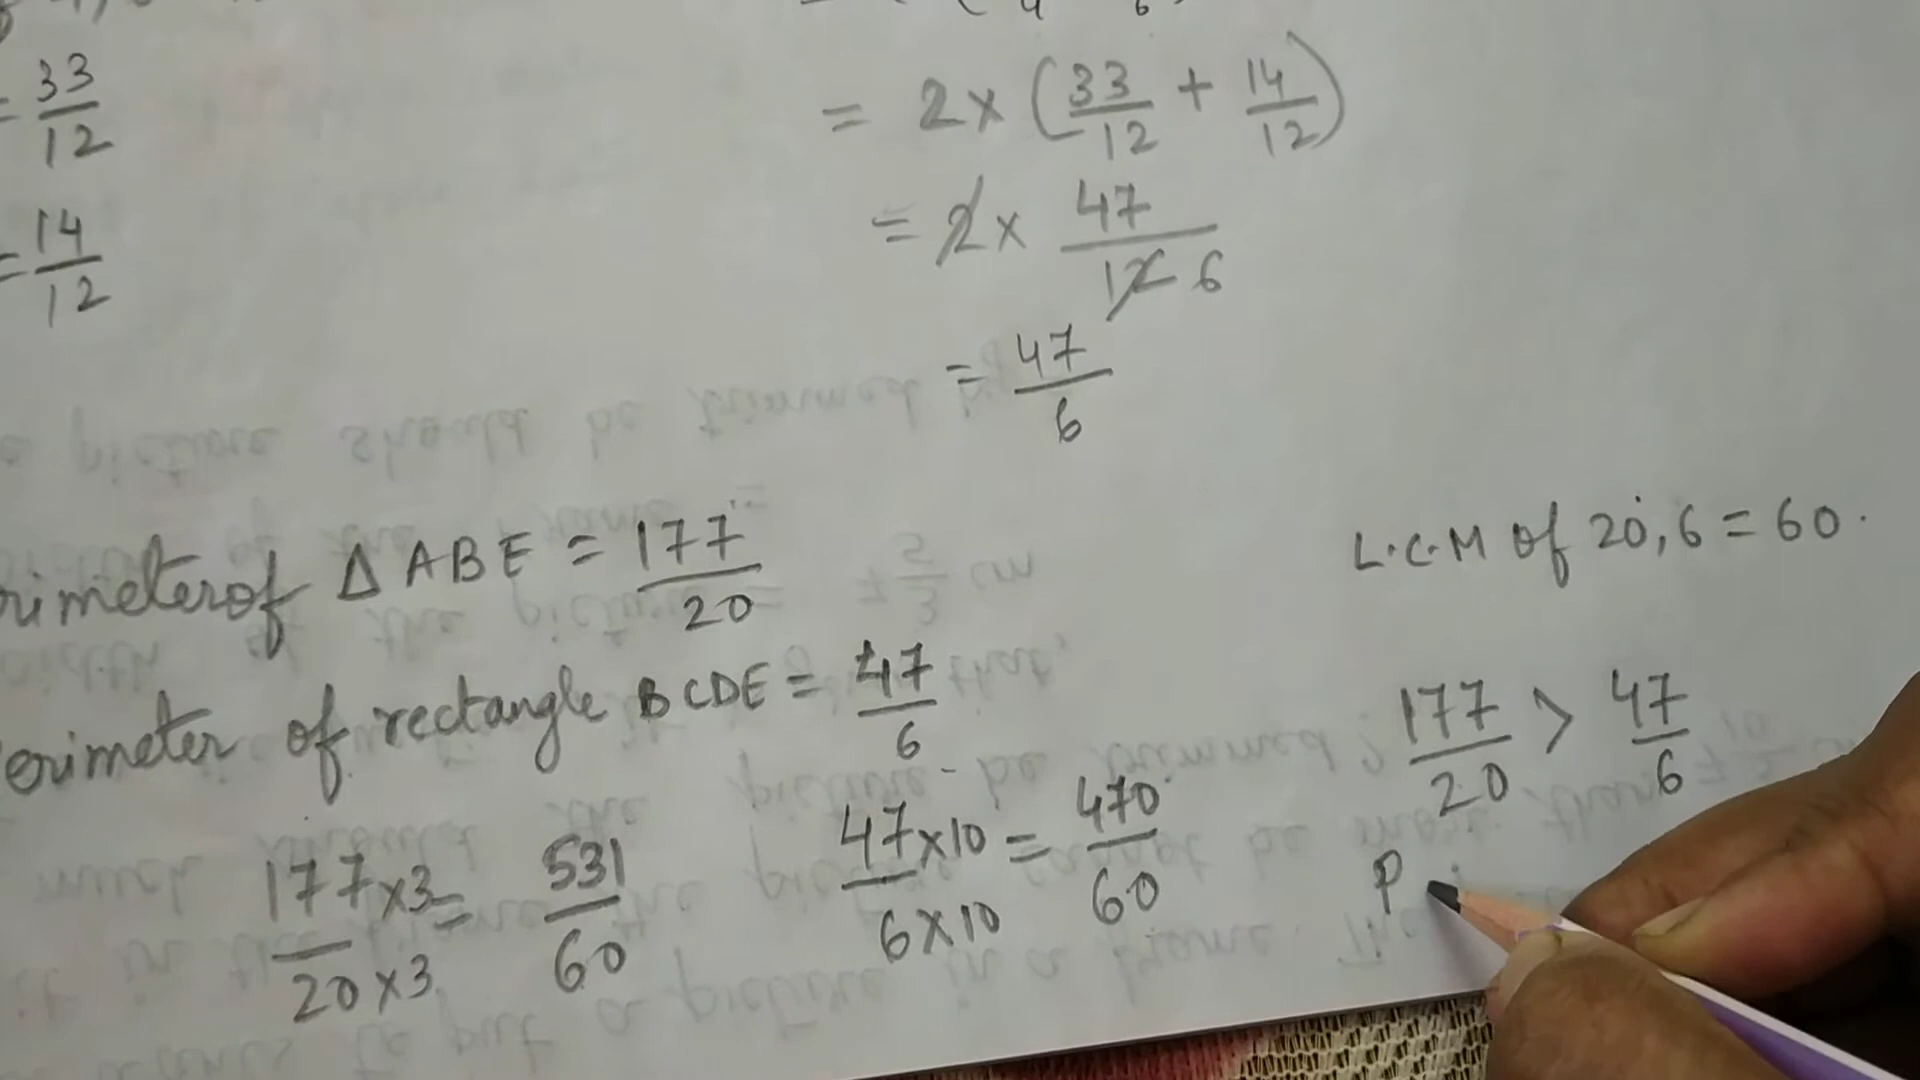 = 33/12
= 14/12
= 2 × (33/12 + 14/12)
= 2 × 47/12 6
= 47/6
rimeter of Δ ABE = 177/20
erimeter of rectangle BCDE = 47/6
177×3/20×3 = 531/60
47×10/6×10 = 470/60
L.C.M of 20, 6 = 60.
177/20 > 47/6
P